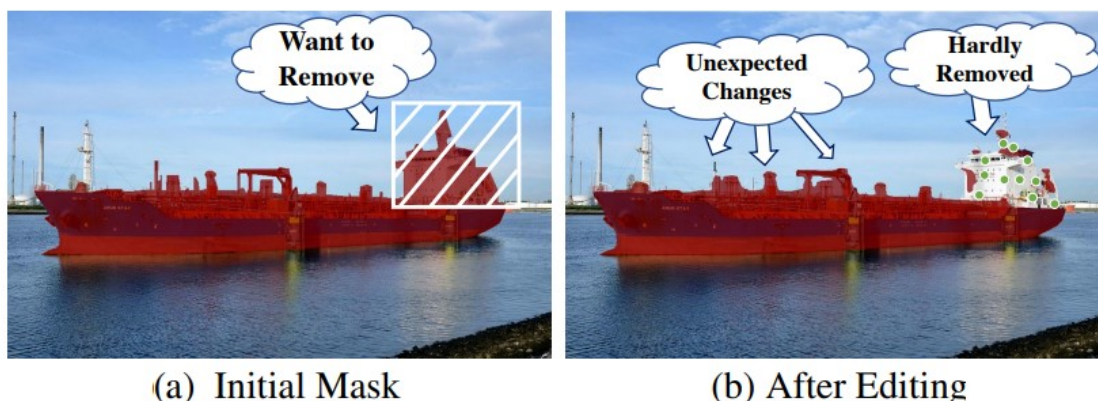 Want to
Remove
Unexpected
Changes
Hardly
Removed
(a) Initial Mask
(b) After Editing